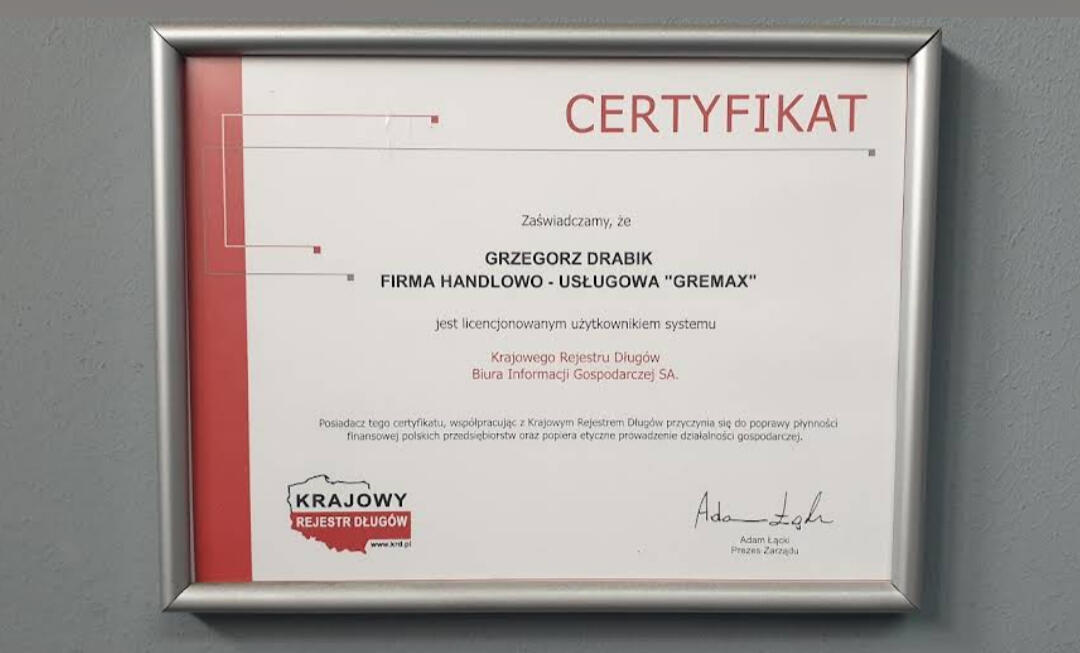 CERTYFIKAT
Zaświadczamy, że
GRZEGORZ DRABIK
FIRMA HANDLOWO - USŁUGOWA "GREMAX"
jest licencjonowanym użytkownikiem systemu
Krajowego Rejestru Długów
Biura Informacji Gospodarczej SA.
Posiadacz tego certyfikatu, współpracując z Krajowym Rejestrem Długów przyczynia się do poprawy płynności
finansowej polskich przedsiębiorstw oraz popiera etyczne prowadzenie działalności gospodarczej.
KRAJOWY
REJESTR DŁUGÓW
www.krd.pl
Adam Łącki
Adam Łącki
Prezes Zarządu